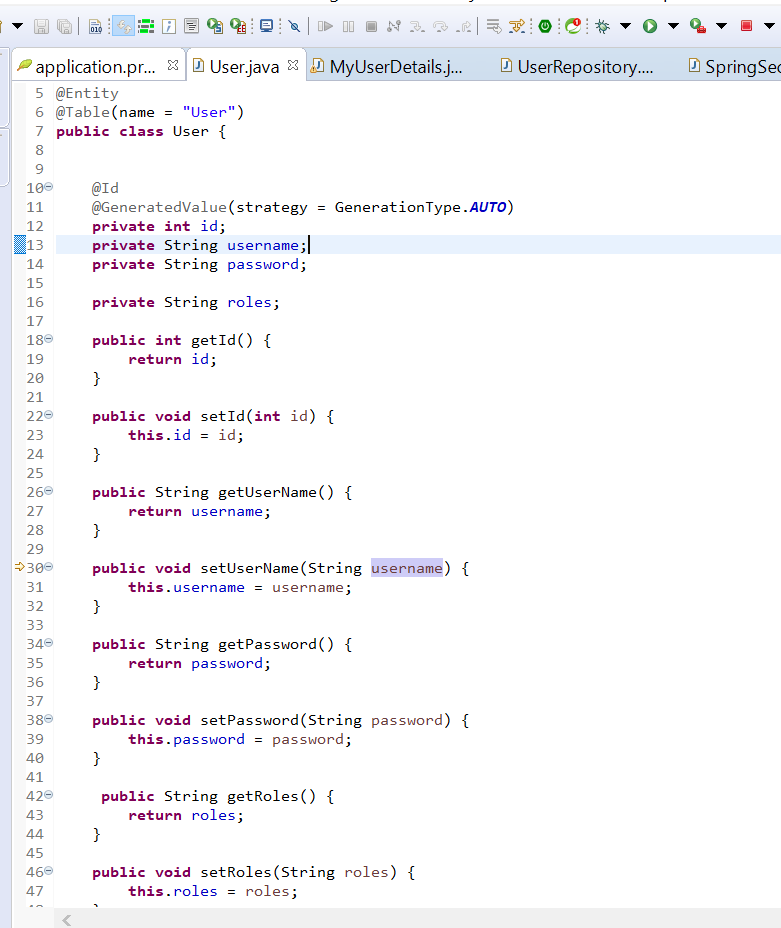 application.pr...
User.java
MyUserDetails.j...
UserRepository....
SpringSec
5 @Entity
6 @Table(name = "User")
7 public class User {
8
9
10 @Id
11 @GeneratedValue(strategy = GenerationType.AUTO)
12 private int id;
13 private String username;
14 private String password;
15
16 private String roles;
17
18 public int getId() {
19 return id;
20 }
21
22 public void setId(int id) {
23 this.id = id;
24 }
25
26 public String getUserName() {
27 return username;
28 }
29
30 public void setUserName(String username) {
31 this.username = username;
32 }
33
34 public String getPassword() {
35 return password;
36 }
37
38 public void setPassword(String password) {
39 this.password = password;
40 }
41
42 public String getRoles() {
43 return roles;
44 }
45
46 public void setRoles(String roles) {
47 this.roles = roles;